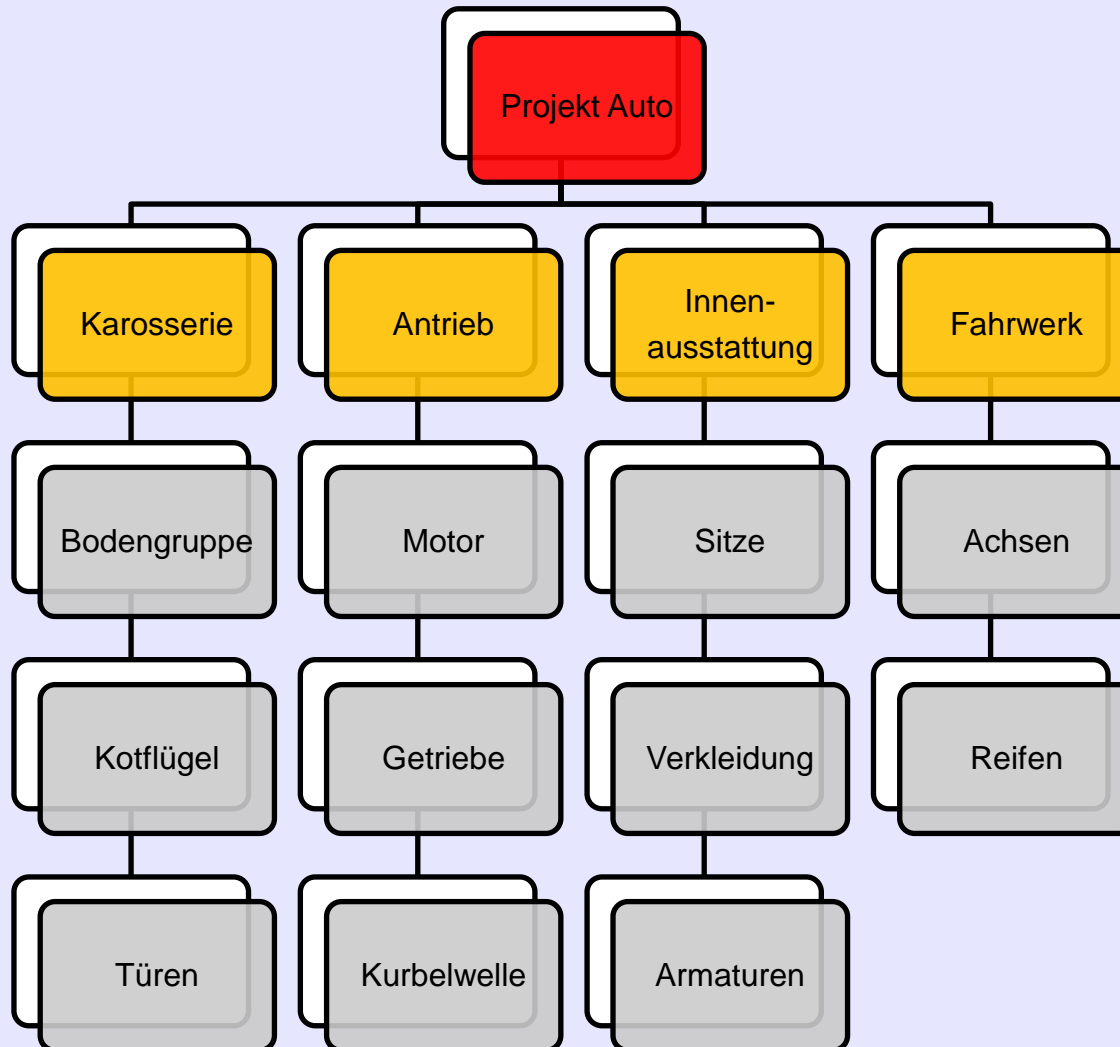 Projekt Auto
Karosserie
Antrieb
Innen-
ausstattung
Fahrwerk
Bodengruppe
Motor
Sitze
Achsen
Kotflügel
Getriebe
Verkleidung
Reifen
Türen
Kurbelwelle
Armaturen